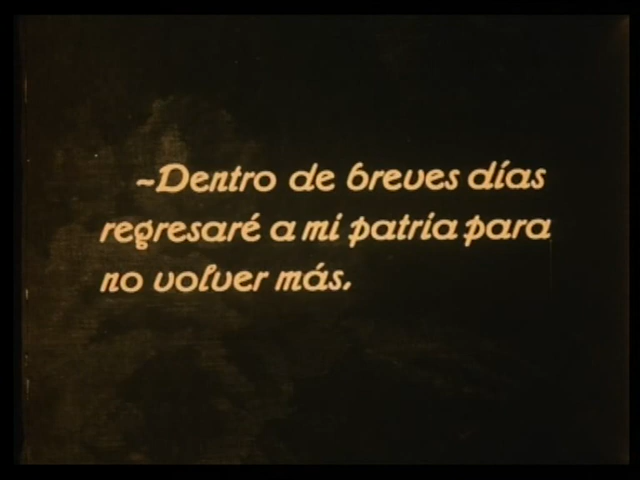 ~Dentro de breves días
regresaré a mi patria para
no volver más.